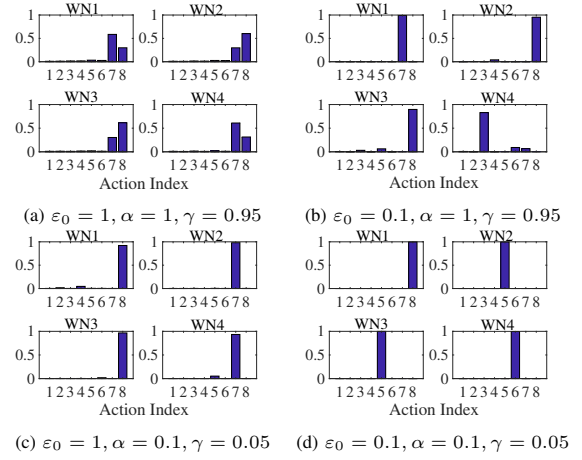 WN1 WN2 WN1 WN2
1 1 1 1
0.5 0.5 0.5 0.5
0 0 0 0
1 2 3 4 5 6 7 8 1 2 3 4 5 6 7 8 1 2 3 4 5 6 7 8 1 2 3 4 5 6 7 8
WN3 WN4 WN3 WN4
1 1 1 1
0.5 0.5 0.5 0.5
0 0 0 0
1 2 3 4 5 6 7 8 1 2 3 4 5 6 7 8 1 2 3 4 5 6 7 8 1 2 3 4 5 6 7 8
Action Index Action Index
(a) ε₀ = 1, α = 1, γ = 0.95 (b) ε₀ = 0.1, α = 1, γ = 0.95
WN1 WN2 WN1 WN2
1 1 1 1
0.5 0.5 0.5 0.5
0 0 0 0
1 2 3 4 5 6 7 8 1 2 3 4 5 6 7 8 1 2 3 4 5 6 7 8 1 2 3 4 5 6 7 8
WN3 WN4 WN3 WN4
1 1 1 1
0.5 0.5 0.5 0.5
0 0 0 0
1 2 3 4 5 6 7 8 1 2 3 4 5 6 7 8 1 2 3 4 5 6 7 8 1 2 3 4 5 6 7 8
Action Index Action Index
(c) ε₀ = 1, α = 0.1, γ = 0.05 (d) ε₀ = 0.1, α = 0.1, γ = 0.05